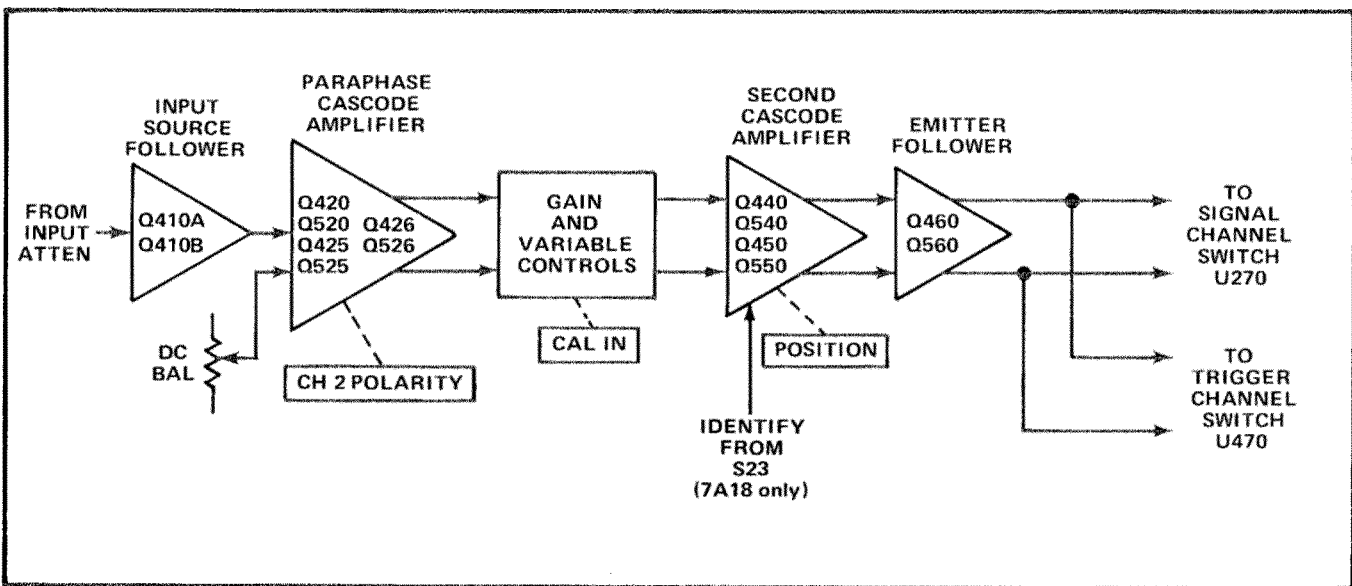 FROM
INPUT
ATTEN
INPUT
SOURCE
FOLLOWER
Q410A
Q410B
DC
BAL
PARAPHASE
CASCODE
AMPLIFIER
Q420
Q520
Q425
Q525
Q426
Q526
CH 2 POLARITY
GAIN
AND
VARIABLE
CONTROLS
CAL IN
SECOND
CASCODE
AMPLIFIER
Q440
Q540
Q450
Q550
POSITION
IDENTIFY
FROM
S23
(7A18 only)
EMITTER
FOLLOWER
Q460
Q560
TO
SIGNAL
CHANNEL
SWITCH
U270
TO
TRIGGER
CHANNEL
SWITCH
U470